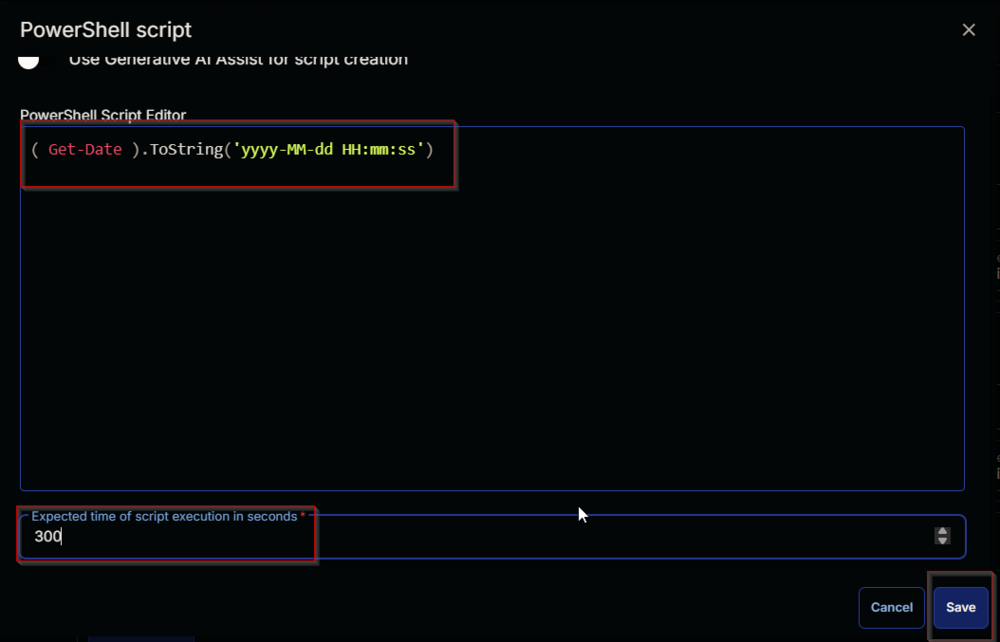 PowerShell script
Use Generative AI Assist for script creation
PowerShell Script Editor
( Get-Date ).ToString('yyyy-MM-dd HH:mm:ss')
Expected time of script execution in seconds *
300
Cancel
Save